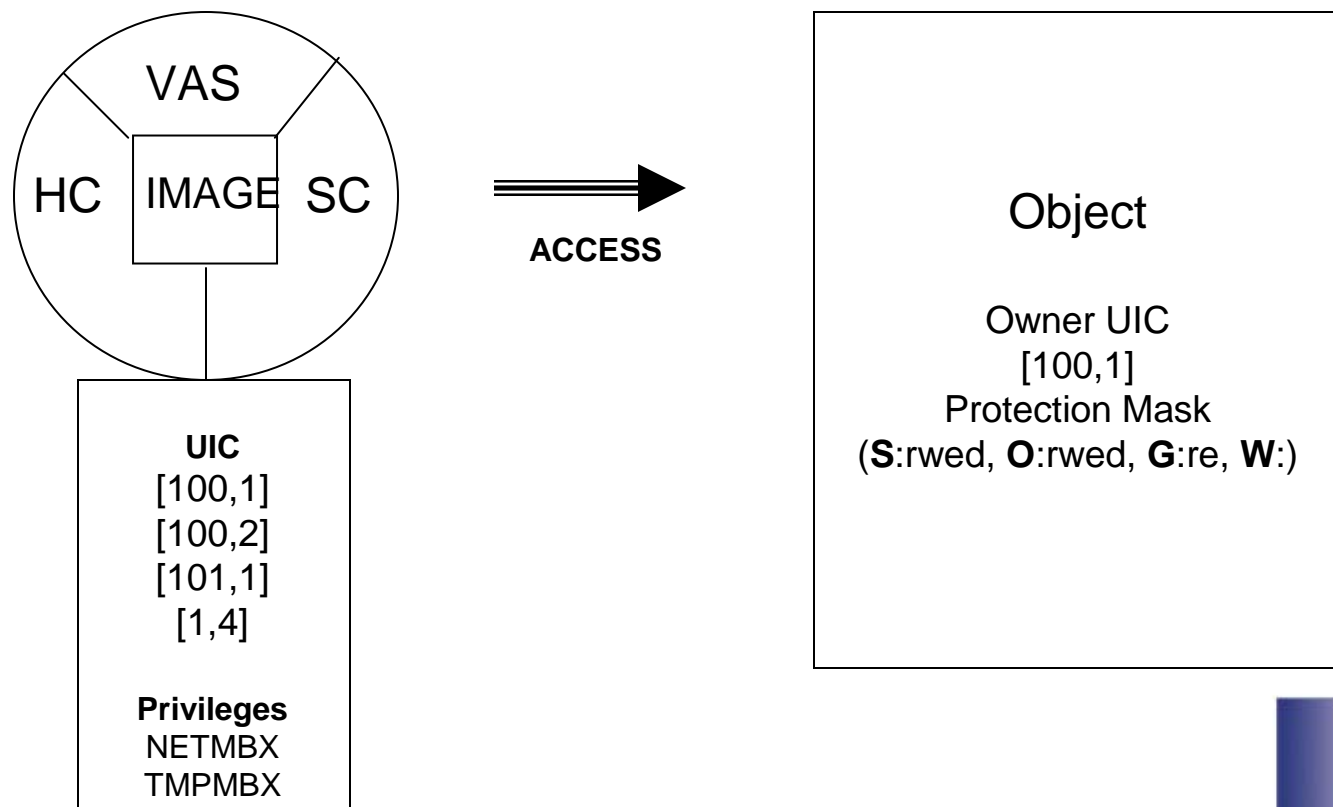 VAS
HC
IMAGE
SC
ACCESS
UIC
[100,1]
[100,2]
[101,1]
[1,4]
Privileges
NETMBX
TMPMBX
Object
Owner UIC
[100,1]
Protection Mask
(S:rwed, O:rwed, G:re, W:)